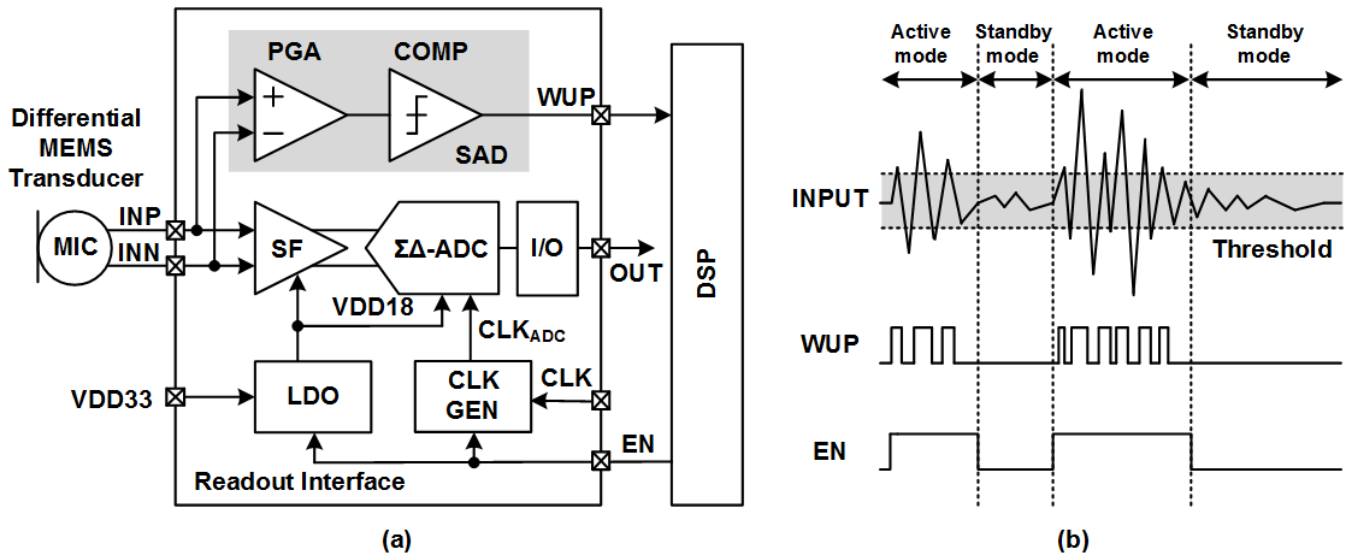 PGA
COMP
WUP
SAD
Differential
MEMS
Transducer
INP
INN
MIC
+
−
SF
ΣΔ-ADC
I/O
OUT
DSP
VDD18
CLKADC
VDD33
LDO
CLK
GEN
CLK
EN
Readout Interface
(a)
Active
mode
Standby
mode
Active
mode
Standby
mode
INPUT
Threshold
WUP
EN
(b)